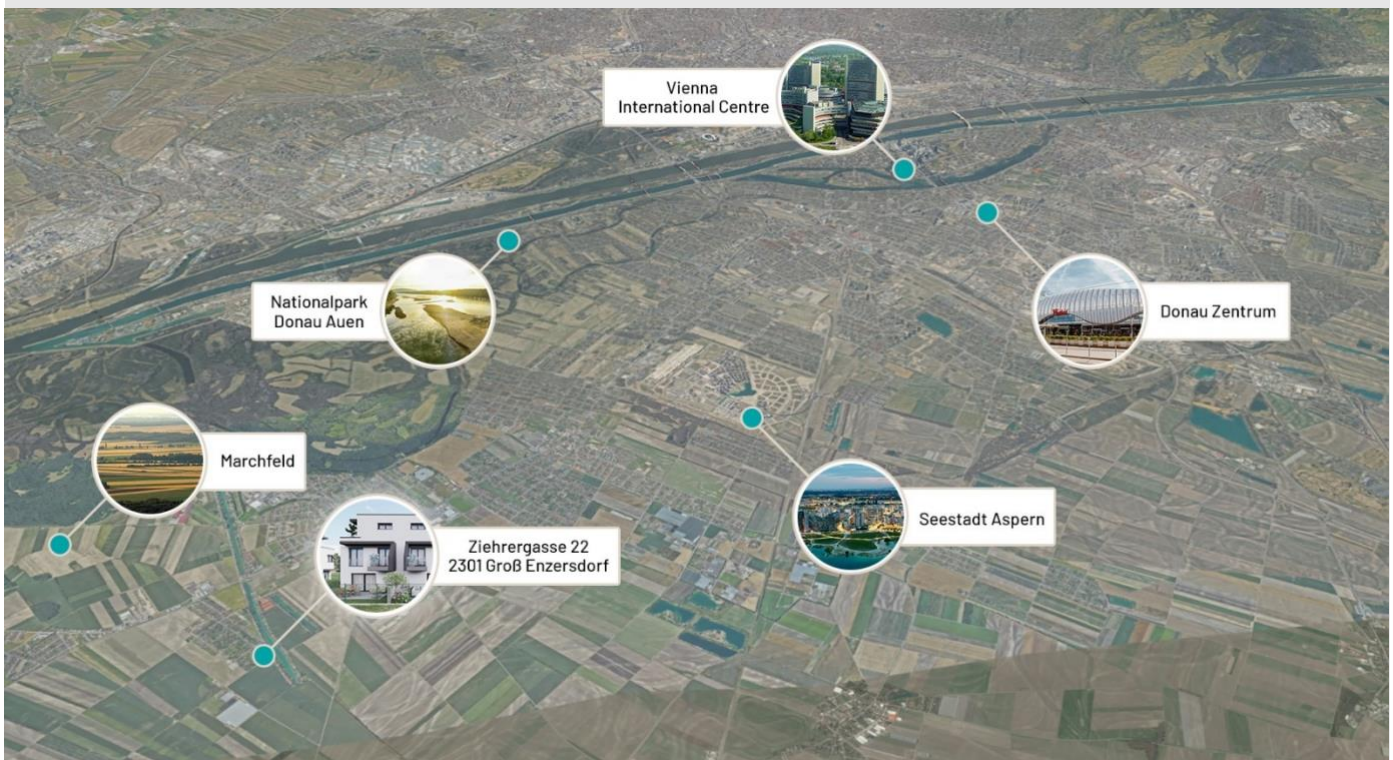 Vienna
International Centre
Nationalpark
Donau Auen
Donau Zentrum
Marchfeld
Seestadt Aspern
Ziehrergasse 22
2301 Groß Enzersdorf